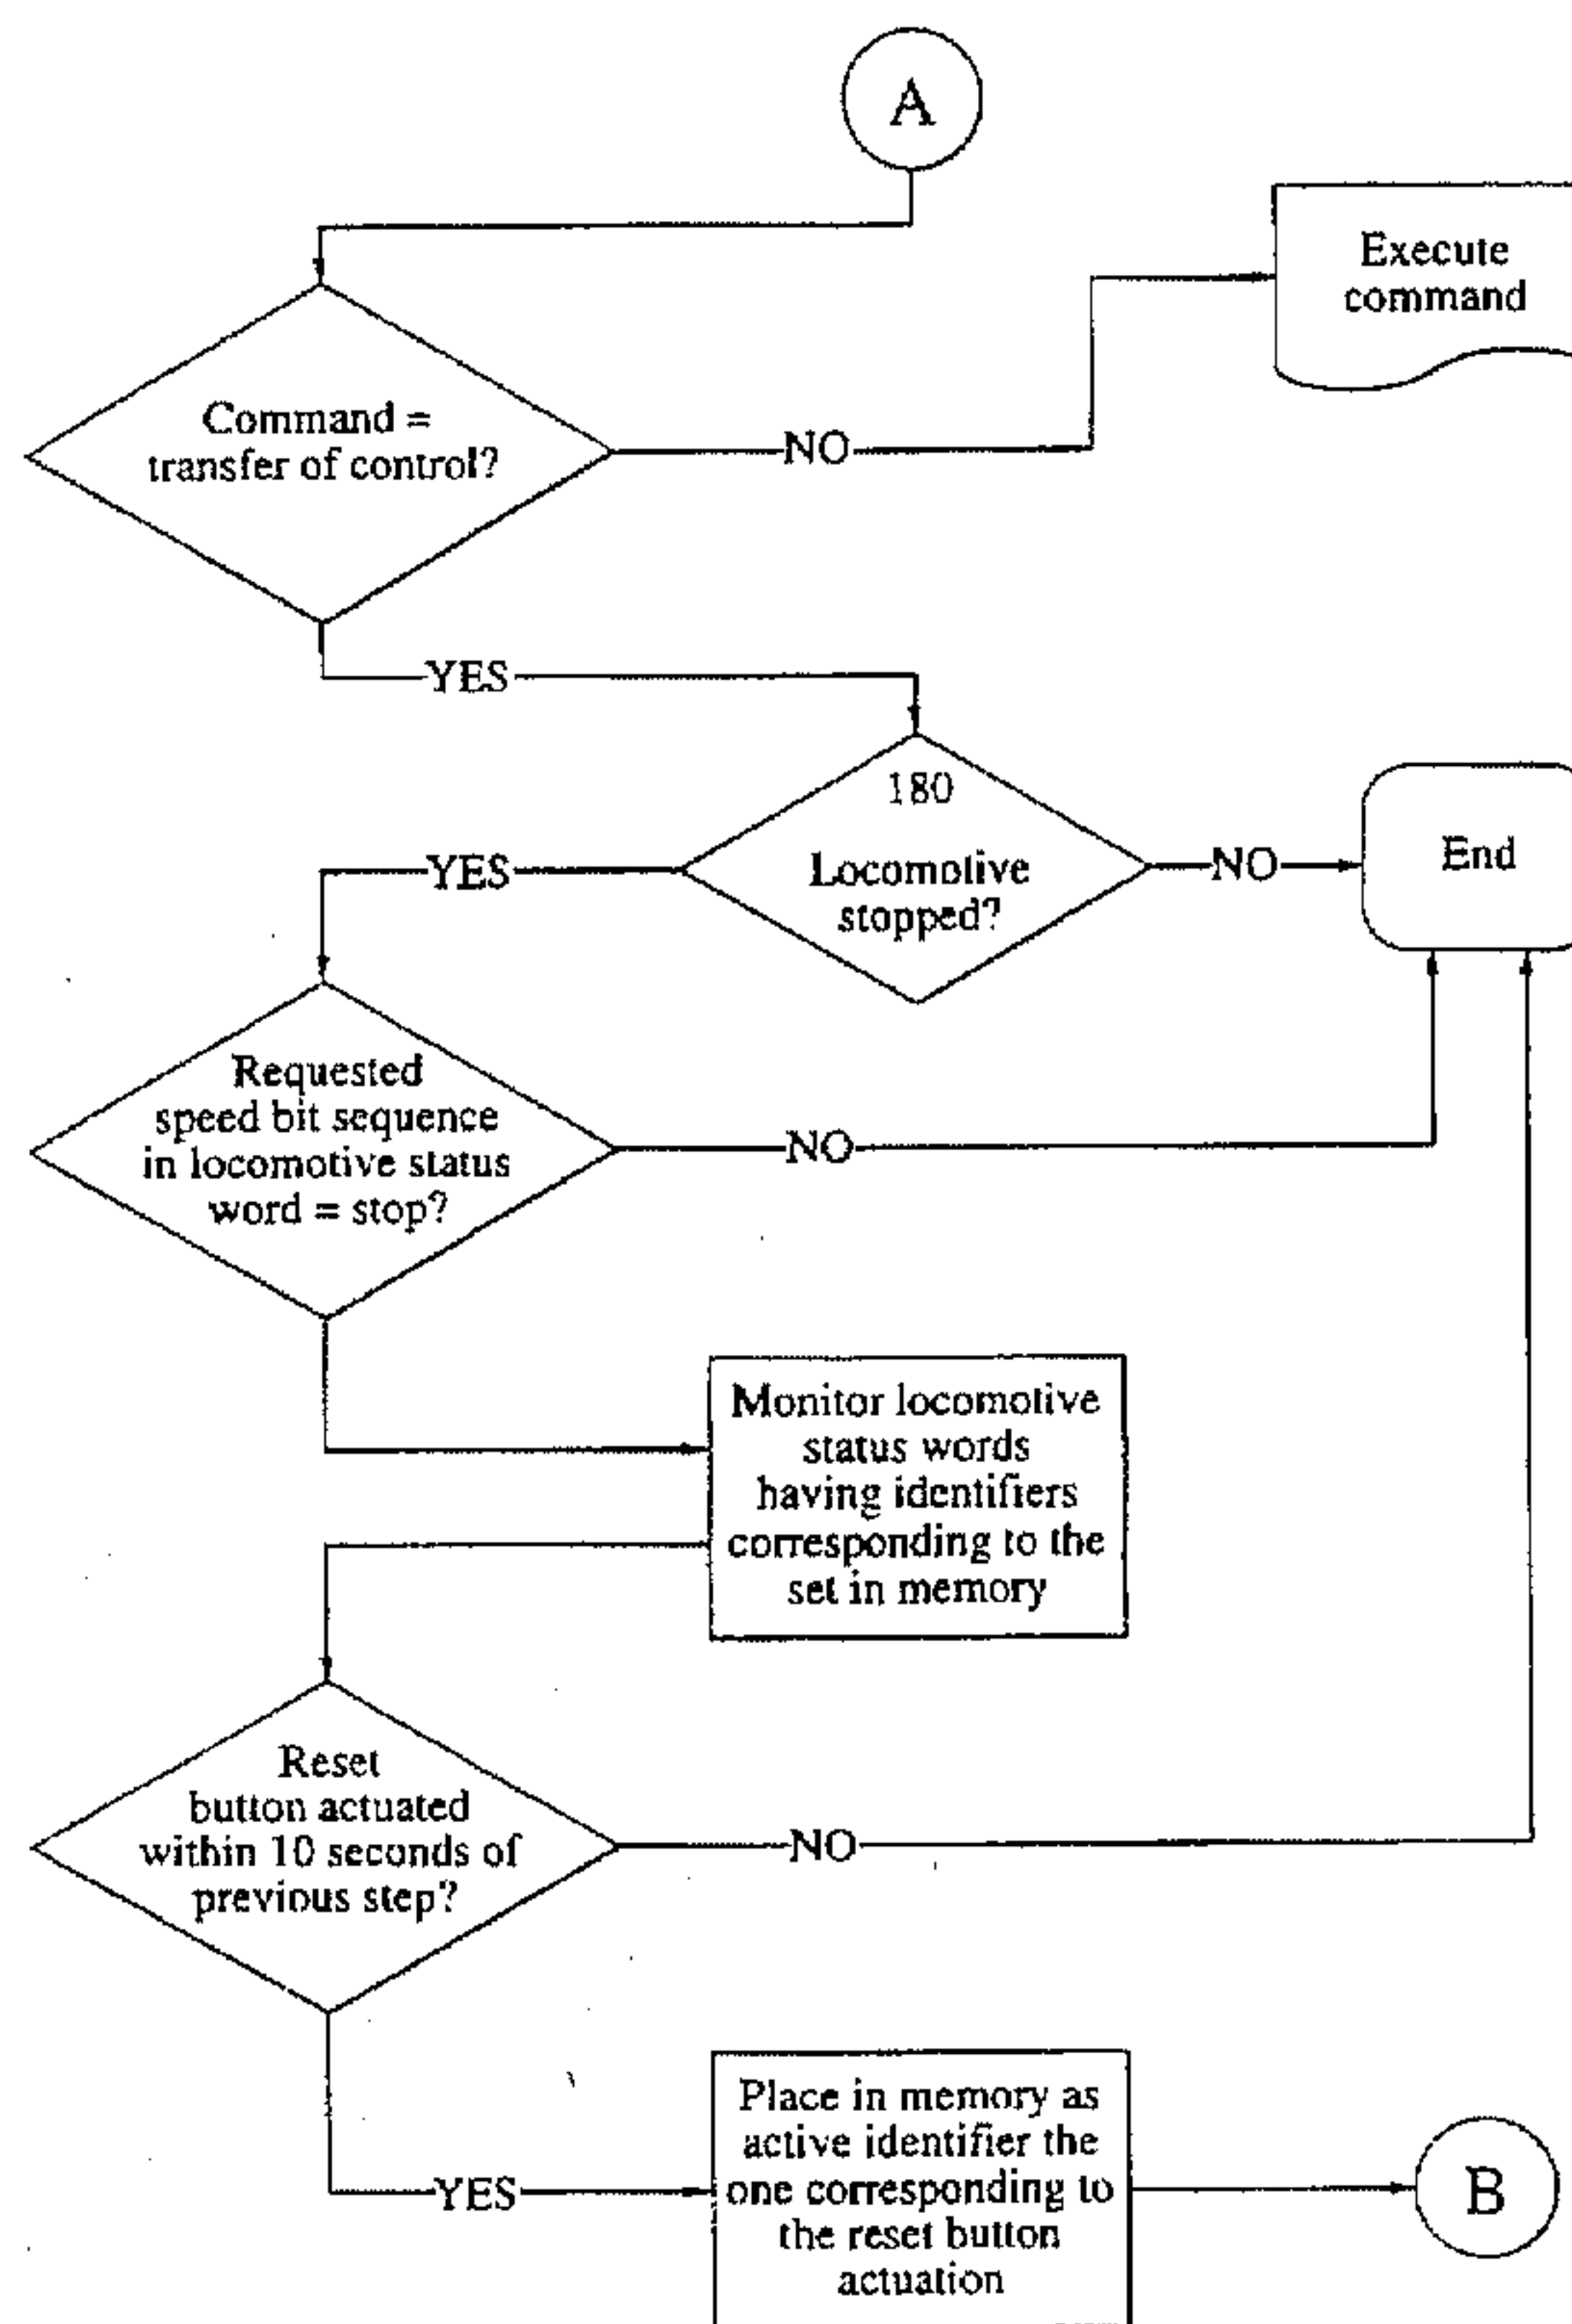 A
Execute
command
Command =
transfer of control?
NO
YES
180
Locomotive
stopped?
YES
NO
End
Requested
speed bit sequence
in locomotive status
word = stop?
NO
Monitor locomotive
status words
having identifiers
corresponding to the
set in memory
Reset
button actuated
within 10 seconds of
previous step?
NO
YES
Place in memory as
active identifier the
one corresponding to
the reset button
actuation
B